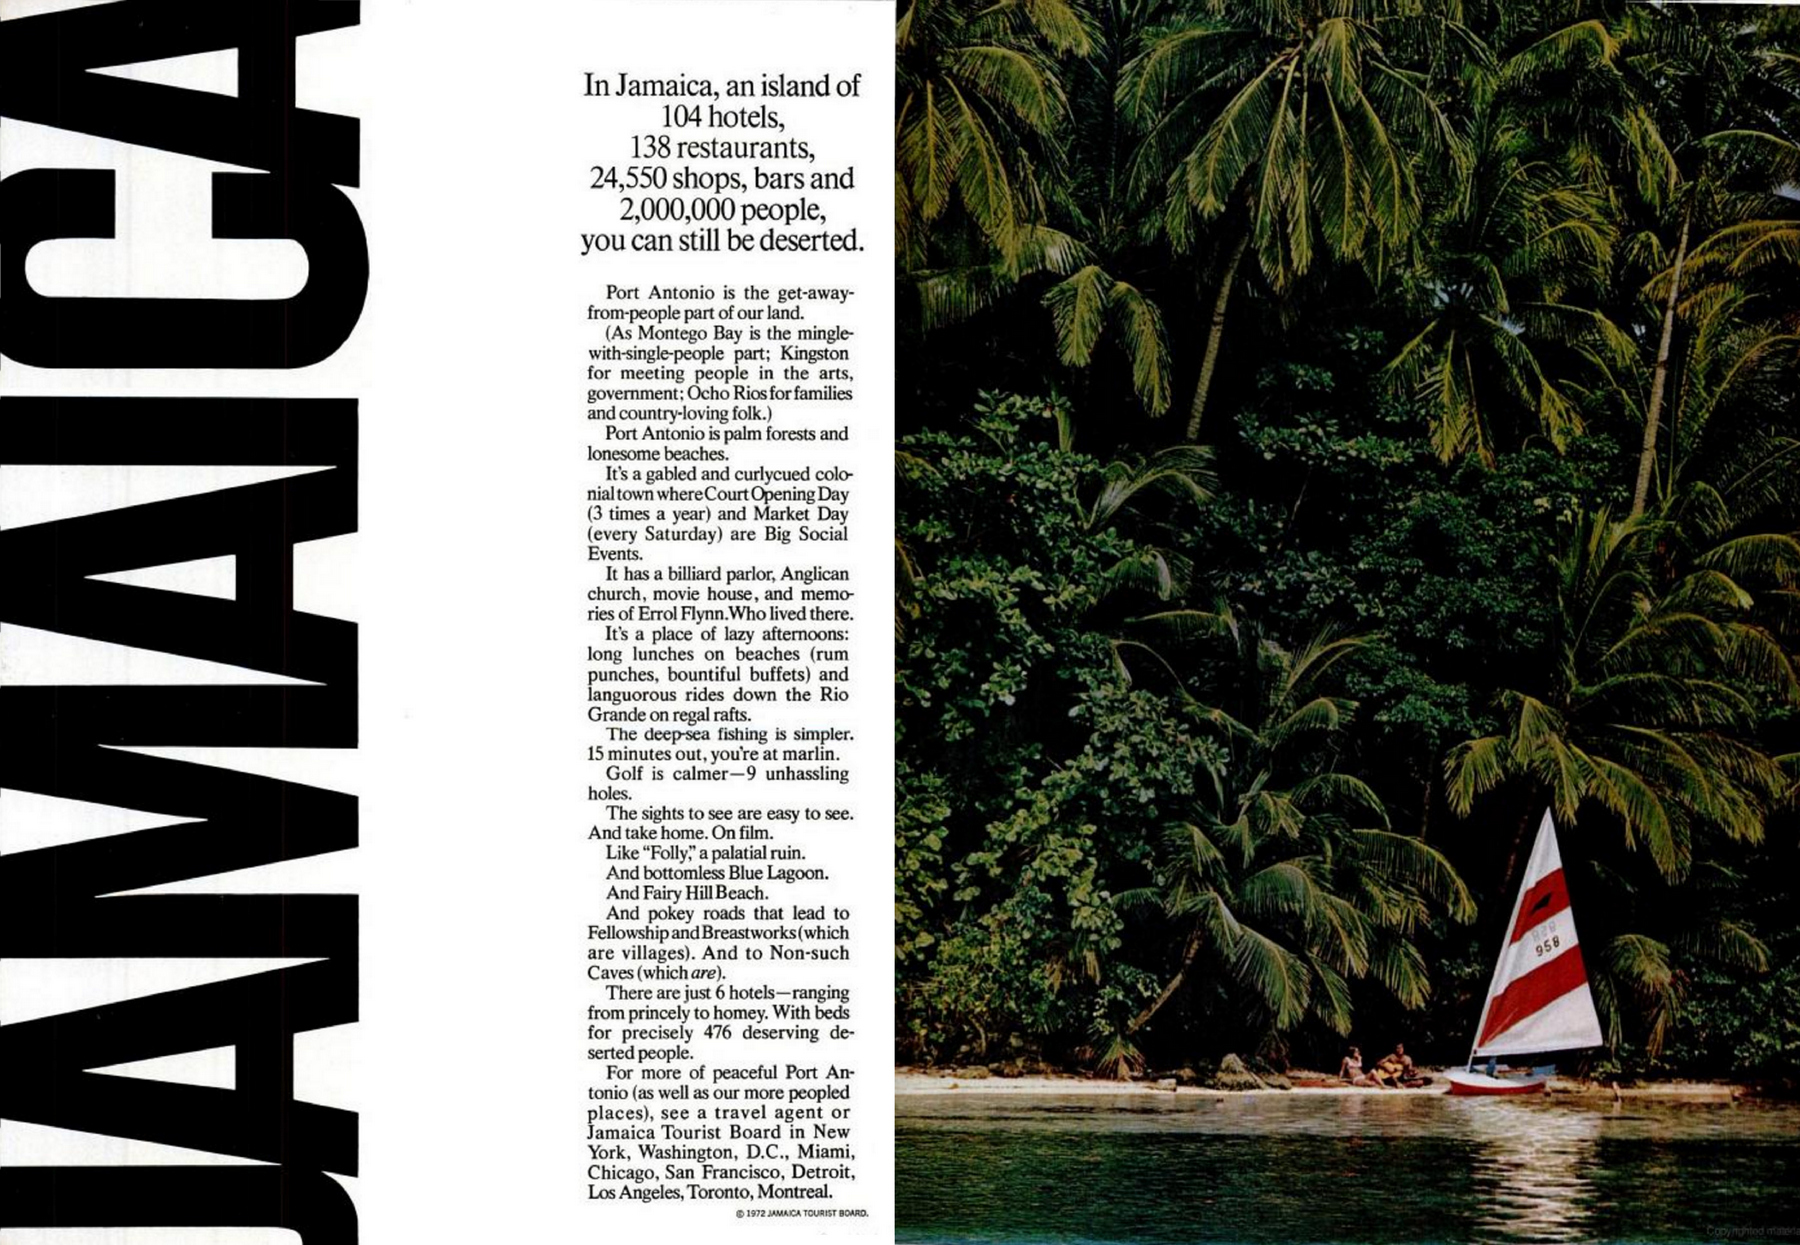 JAMAICA
In Jamaica, an island of
104 hotels,
138 restaurants,
24,550 shops, bars and
2,000,000 people,
you can still be deserted.
Port Antonio is the get-away-
from-people part of our land.
(As Montego Bay is the mingle-
with-single-people part; Kingston
for meeting people in the arts,
government; Ocho Rios for families
and country-loving folk.)
Port Antonio is palm forests and
lonesome beaches.
It's a gabled and curlycued colo-
nial town where Court Opening Day
(3 times a year) and Market Day
(every Saturday) are Big Social
Events.
It has a billiard parlor, Anglican
church, movie house, and memo-
ries of Errol Flynn. Who lived there.
It's a place of lazy afternoons:
long lunches on beaches (rum
punches, bountiful buffets) and
languorous rides down the Rio
Grande on regal rafts.
The deep-sea fishing is simpler.
15 minutes out, you're at marlin.
Golf is calmer—9 unhassling
holes.
The sights to see are easy to see.
And take home. On film.
Like "Folly," a palatial ruin.
And bottomless Blue Lagoon.
And Fairy Hill Beach.
And pokey roads that lead to
Fellowship and Breastworks (which
are villages). And to Non-such
Caves (which are).
There are just 6 hotels—ranging
from princely to homey. With beds
for precisely 476 deserving de-
serted people.
For more of peaceful Port An-
tonio (as well as our more peopled
places), see a travel agent or
Jamaica Tourist Board in New
York, Washington, D.C., Miami,
Chicago, San Francisco, Detroit,
Los Angeles, Toronto, Montreal.
© 1972 JAMAICA TOURIST BOARD.
958
Copyrighted